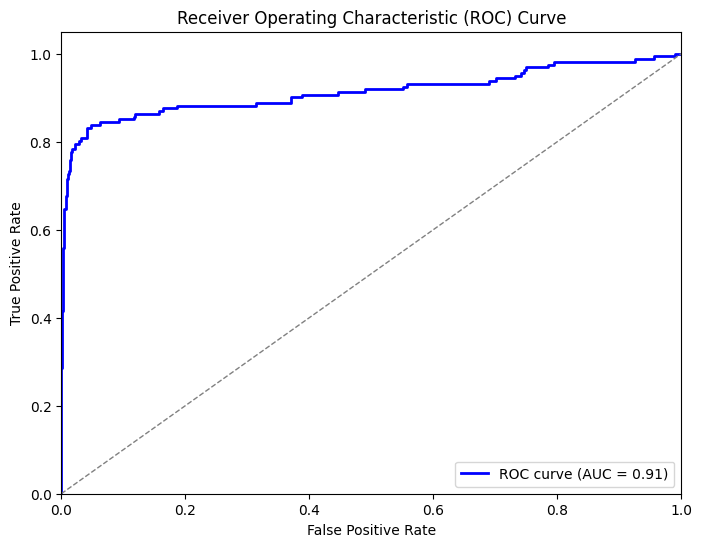 Receiver Operating Characteristic (ROC) Curve
True Positive Rate
1.0
0.8
0.6
0.4
0.2
0.0
0.0 0.2 0.4 0.6 0.8 1.0
False Positive Rate
ROC curve (AUC = 0.91)